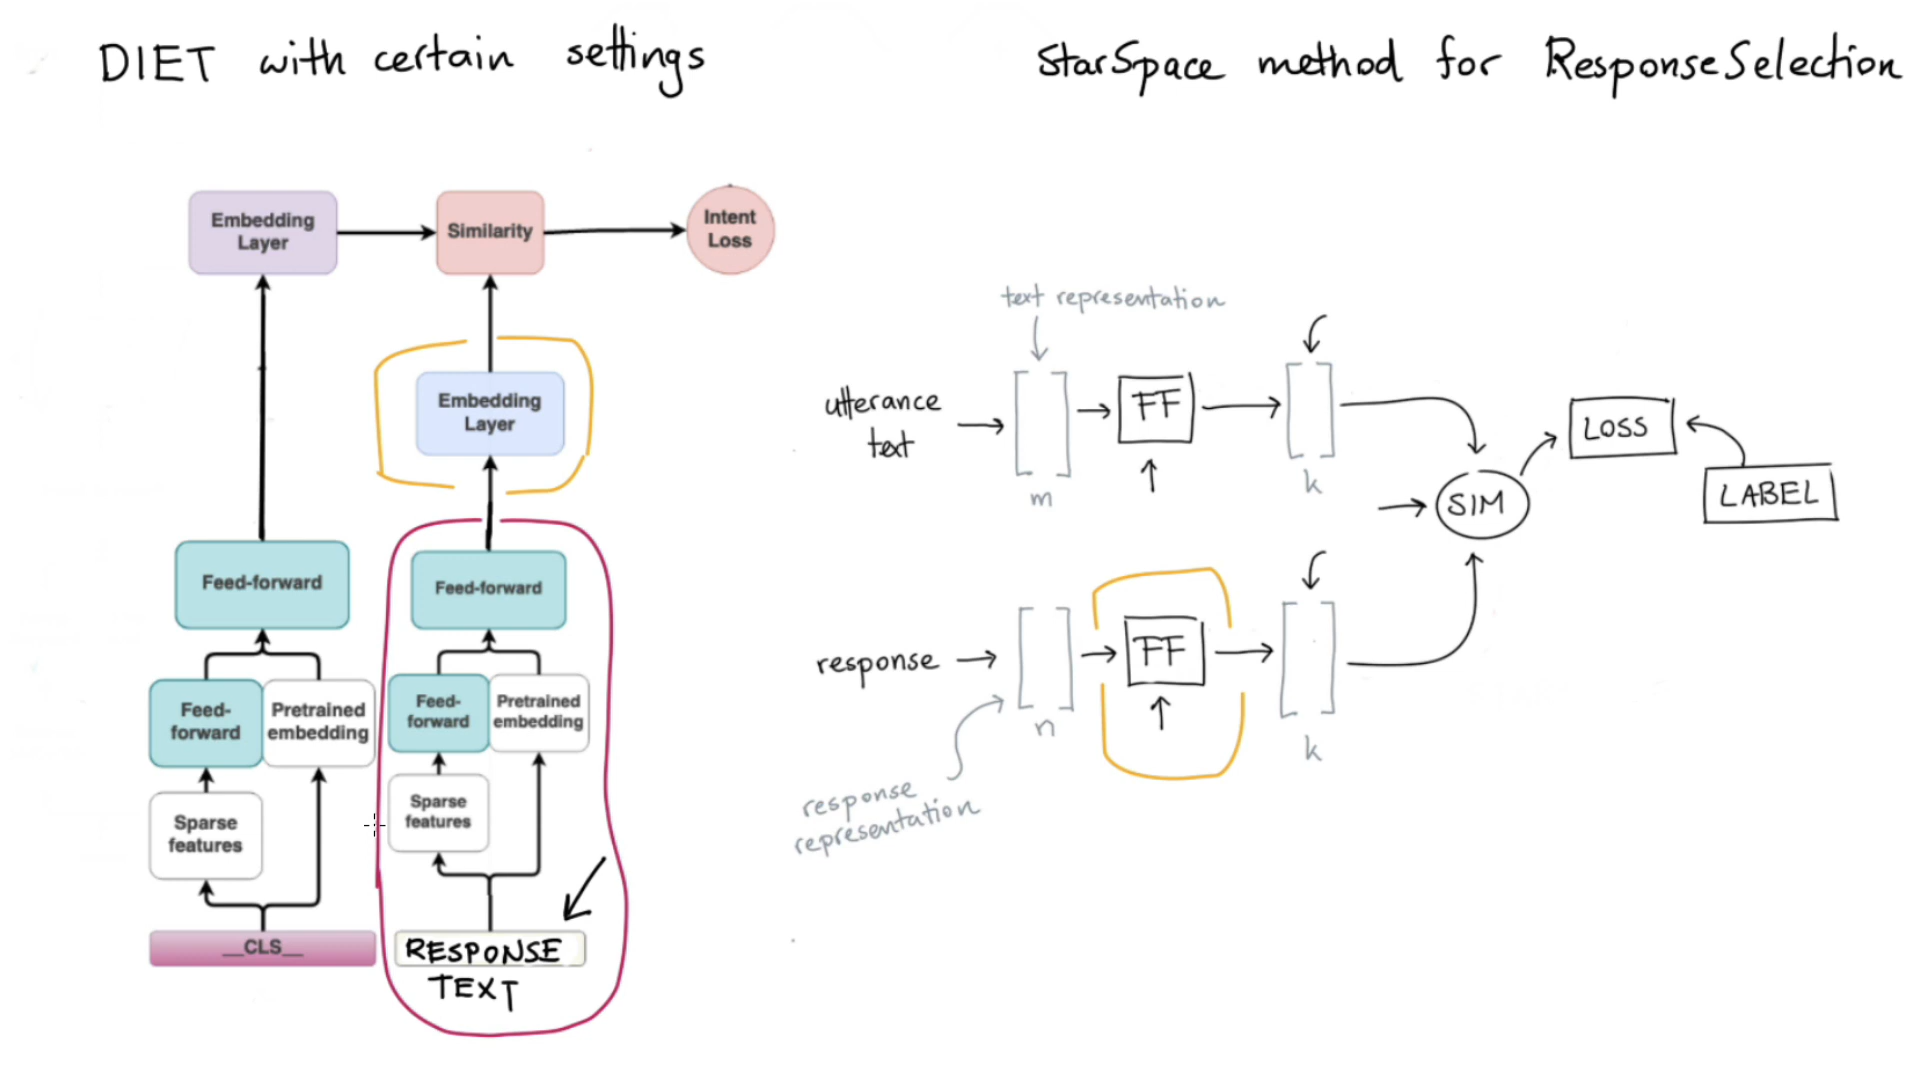 DIET with certain settings
StarSpace method for ResponseSelection
Embedding
Layer
Similarity
Intent
Loss
Embedding
Layer
Feed-forward
Feed-forward
Feed-
forward
Pretrained
embedding
Feed-
forward
Pretrained
embedding
Sparse
features
Sparse
features
__CLS__
RESPONSE
TEXT
text representation
utterance
text
m
FF
k
SIM
LOSS
LABEL
response
n
FF
k
response
representation